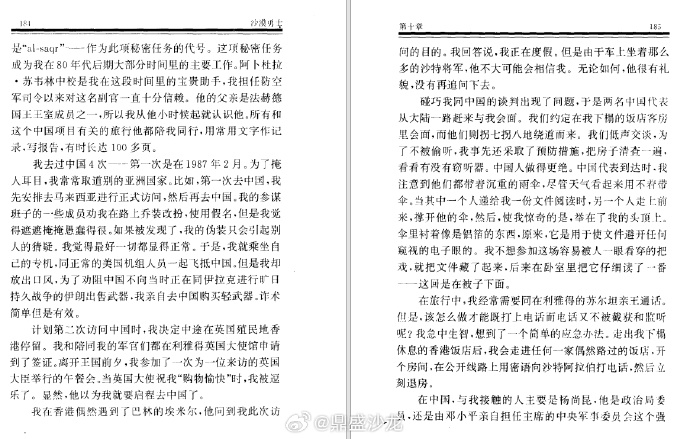 184 沙漠勇士
是“al-saqr”——作为此项秘密任务的代号。这项秘密任务
成为我在80年代后期大部分时间里的主要工作。阿卜杜拉
·苏韦林中校是我在这段时间里的宝贵助手，我担任防空
军司令以来对这名副官一直十分信赖。他的父亲是法赫德
国王王室成员之一，所以我从他小时候起就认识他。所有和
这个中国项目有关的旅行他都陪我同行，用常用文字作记
录，写报告，有时长达100多页。
我去过中国4次——第一次是在1987年2月。为了掩
人耳目，我常常取道别的亚洲国家。比如，第一次去中国，我
先安排去马来西亚进行正式访问，然后再去中国。我的参谋
班子的一些成员劝我在路上乔装改扮，使用假名，但是我觉
得遮遮掩掩愚蠢得很。如果被发现了，我的伪装只会引起别
人的猜疑。我觉得最好一切都显得正常。于是，我就乘坐自
己的专机，同正常的美国机组人员一起飞抵中国。但是我却
放出口风，为了劝阻中国不向当时正在同伊拉克进行旷日
持久战争的伊朗出售武器，我亲自去中国购买轻武器。诈术
简单但是有效。
计划第二次访问中国时，我决定中途在英国殖民地香
港停留。我和陪同我的军官们都在利雅得英国大使馆申请
到了签证。离开王国前夕，我参加了一次为一位来访的英国
大臣举行的午餐会。当英国大使祝我“购物愉快”时，我被逗
乐了。显然，他以为我就要启程去中国了。
我在香港偶然遇到了巴林的埃米尔，他问到我此次访
第十章 185
问的目的。我回答说，我正在度假。但是由于车上坐着那么
多的沙特将军，他不大可能会相信我。无论如何，他很有礼
貌，没有再追问下去。
碰巧我同中国的谈判出现了问题，于是两名中国代表
从大陆一路赶来与我会面。我们约定在我下榻的饭店客房
里会面，而他们则拐七拐八地绕道而来。我们低声交谈，为
了不被偷听，我事先还采取了预防措施，把房子清查一遍，
看看有没有窃听器。中国人做得更绝。中国代表到达时，我
注意到他们都带着沉重的雨伞，尽管天气看起来用不着带
伞。当其中一个人递给我一份文件阅读时，另一个人走上前
来，撑开他的伞，然后，使我惊奇的是，举在了我的头顶上。
伞里衬着像是铝箔的东西，原来，它是用于使文件避开任何
窥视的电子眼的。我不想参加这场容易被人一眼看穿的把
戏，就把文件藏了起来，后来在卧室里把它仔细读了一番
——这回是在被子下面。
在旅行中，我经常需要同在利雅得的苏尔坦亲王通话。
但是，该怎么做才能既打上电话而电话又不被截获和监听
呢？我急中生智，想到了一个简单的应急办法。走出我下榻
休息的香港饭店后，我会走进任何一家偶然路过的饭店，开
个房间，在公开线路上用密语向沙特阿拉伯打电话，然后立
刻退房。
在中国，与我接触的人主要是杨尚昆，他是政治局委
员，还是由邓小平亲自担任主席的中央军事委员会这个强
@鼎盛沙龙